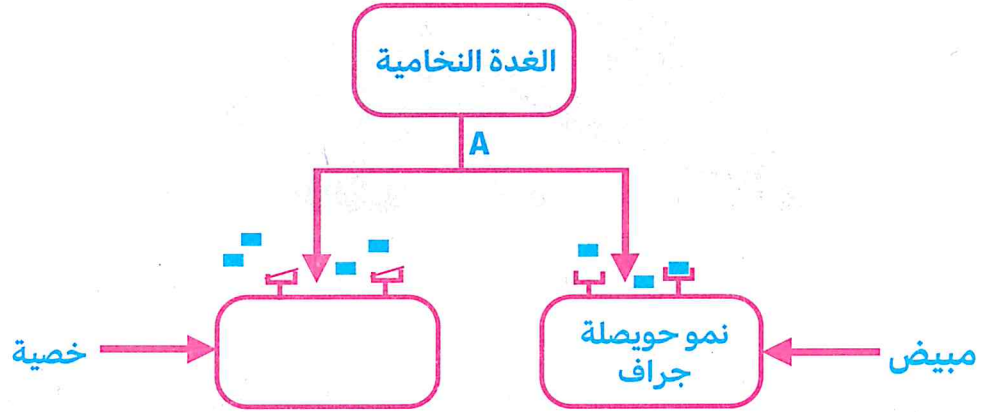 الغدة النخامية
A
مبيض
نمو حويصلة
جراف
خصية